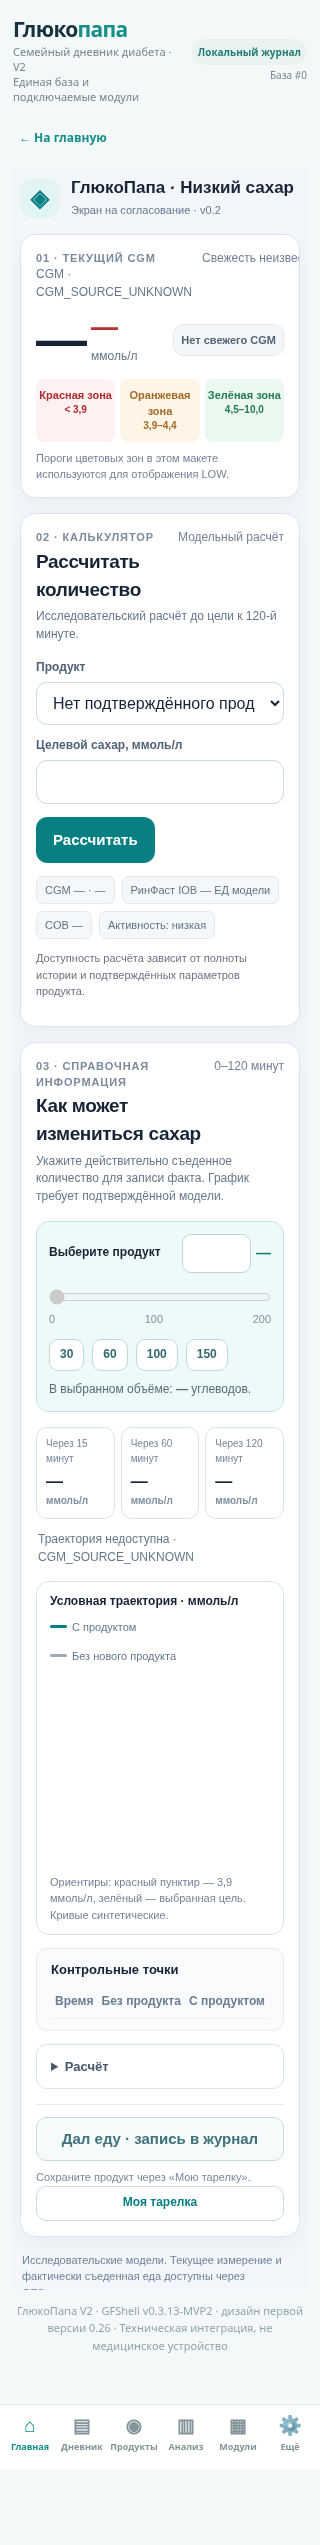 Глюкопапа
Семейный дневник диабета ·
V2
Единая база и
подключаемые модули
Локальный журнал
База #0
← На главную
ГлюкоПапа · Низкий сахар
Экран на согласование · v0.2
01 · ТЕКУЩИЙ CGM
Свежесть
CGM ·
CGM_SOURCE_UNKNOWN
— —
ммоль/л
Нет свежего CGM
Красная зона
< 3,9
Оранжевая
зона
3,9–4,4
Зелёная зона
4,5–10,0
Пороги цветовых зон в этом макете
используются для отображения LOW.
02 · КАЛЬКУЛЯТОР
Модельный расчёт
Рассчитать
количество
Исследовательский расчёт до цели к 120-й
минуте.
Продукт
Нет подтверждённого прод
Целевой сахар, ммоль/л
Рассчитать
CGM — · —
РинФаст IOB — ЕД модели
COB —
Активность: низкая
Доступность расчёта зависит от полноты
истории и подтверждённых параметров
продукта.
03 · СПРАВОЧНАЯ
ИНФОРМАЦИЯ
0–120 минут
Как может
измениться сахар
Укажите действительно съеденное
количество для записи факта. График
требует подтверждённой модели.
Выберите продукт
—
0 100 200
30 60 100 150
В выбранном объёме: — углеводов.
Через 15
минут
—
ммоль/л
Через 60
минут
—
ммоль/л
Через 120
минут
—
ммоль/л
Траектория недоступна ·
CGM_SOURCE_UNKNOWN
Условная траектория · ммоль/л
С продуктом
Без нового продукта
Ориентиры: красный пунктир — 3,9
ммоль/л, зелёный — выбранная цель.
Кривые синтетические.
Контрольные точки
Время Без продукта С продуктом
▶ Расчёт
Дал еду · запись в журнал
Сохраните продукт через «Мою тарелку».
Моя тарелка
Исследовательские модели. Текущее измерение и
фактически съеденная еда доступны через
ГлюкоПапа V2 · GFShell v0.3.13-MVP2 · дизайн первой
версии 0.26 · Техническая интеграция, не
медицинское устройство
Главная Дневник Продукты Анализ Модули Ещё